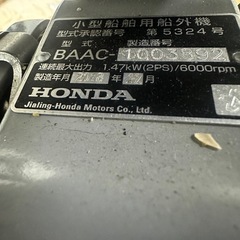 小型船舶用船外機
型式承認番号 第5324号
型式 製造番号
BAAC-1003592
連続最大出力 1.47kW(2PS)/6000rpm
製造年月 年 月
HONDA
Jialing-Honda Motors Co., Ltd.